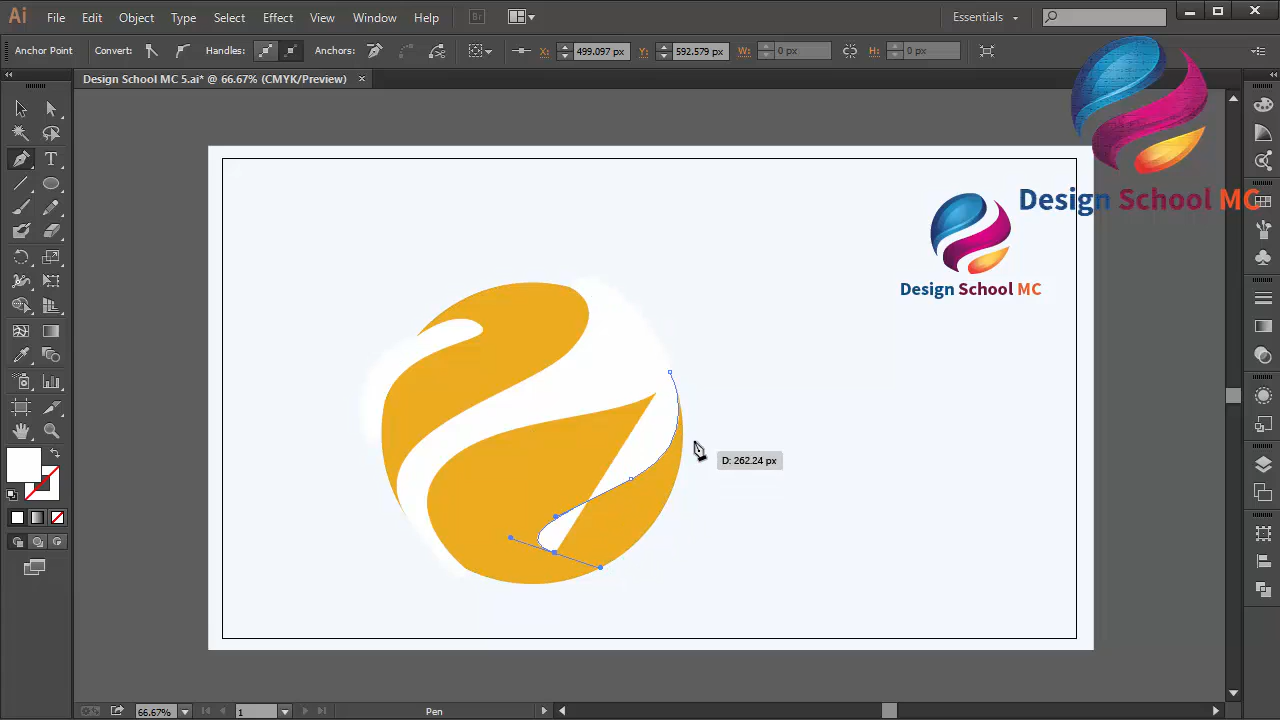 Ai File Edit Object Type Select Effect View Window Help Br Essentials
Anchor Point Convert: Handles: Anchors: X: 499.097 px Y: 592.579 px W: 0 px H: 0 px
Design School MC 5.ai* @ 66.67% (CMYK/Preview)
T
Design School MC
Design School MC
D: 262.24 px
66.67% 1 Pen